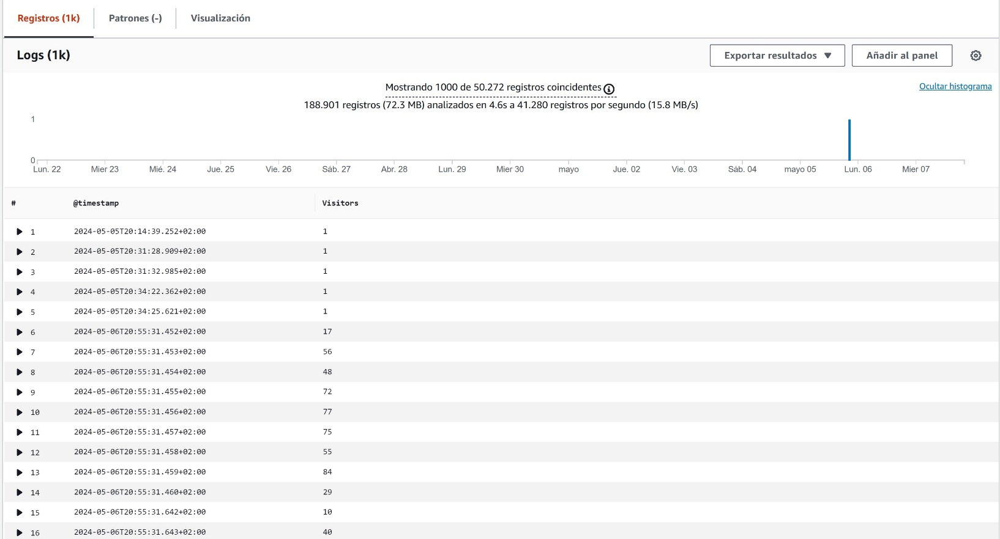 Registros (1k) Patrones (-) Visualización
Logs (1k) Exportar resultados Añadir al panel
Mostrando 1000 de 50.272 registros coincidentes Ocultar histograma
188.901 registros (72.3 MB) analizados en 4.6s a 41.280 registros por segundo (15.8 MB/s)
1
0
Lun. 22 Mier 23 Mié. 24 Jue. 25 Vie. 26 Sáb. 27 Abr. 28 Lun. 29 Mier 30 mayo Jue. 02 Vie. 03 Sáb. 04 mayo 05 Lun. 06 Mier 07
# @timestamp Visitors
1 2024-05-05T20:14:39.252+02:00 1
2 2024-05-05T20:31:28.909+02:00 1
3 2024-05-05T20:31:32.985+02:00 1
4 2024-05-05T20:34:22.362+02:00 1
5 2024-05-05T20:34:25.621+02:00 1
6 2024-05-06T20:55:31.452+02:00 17
7 2024-05-06T20:55:31.453+02:00 56
8 2024-05-06T20:55:31.454+02:00 48
9 2024-05-06T20:55:31.455+02:00 72
10 2024-05-06T20:55:31.456+02:00 77
11 2024-05-06T20:55:31.457+02:00 75
12 2024-05-06T20:55:31.458+02:00 55
13 2024-05-06T20:55:31.459+02:00 84
14 2024-05-06T20:55:31.460+02:00 29
15 2024-05-06T20:55:31.642+02:00 10
16 2024-05-06T20:55:31.643+02:00 40